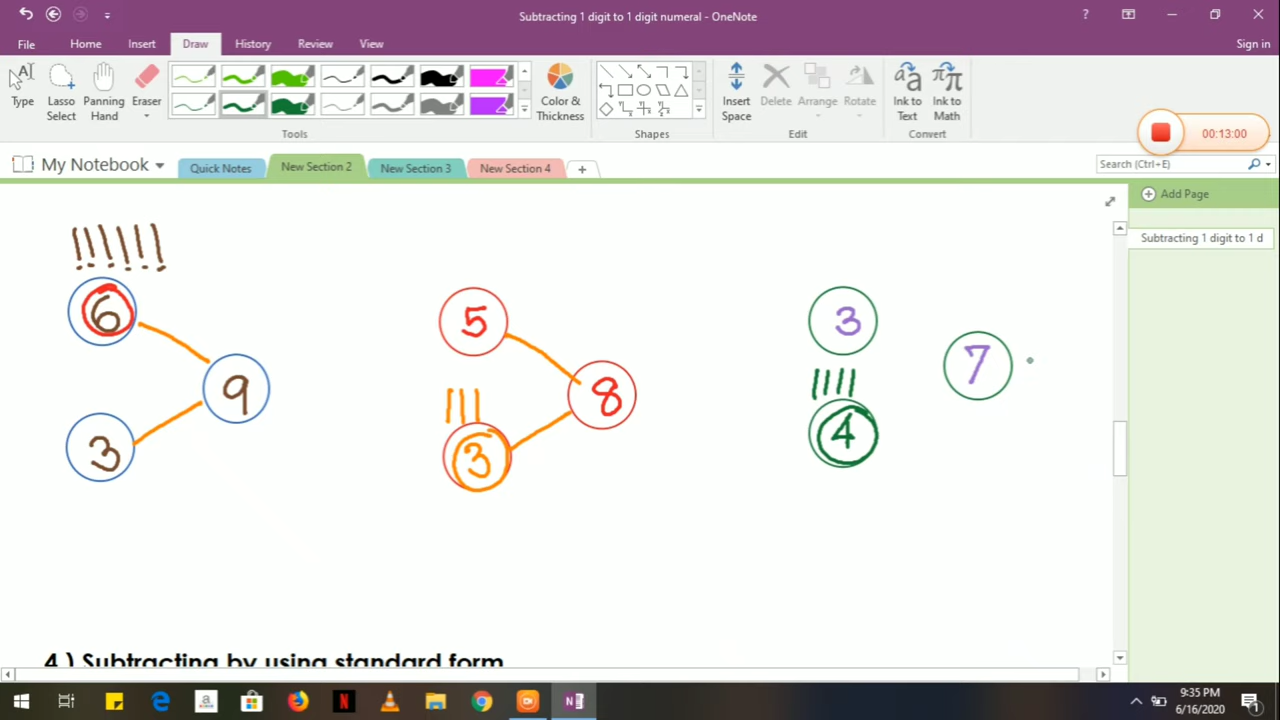 Subtracting 1 digit to 1 digit numeral - OneNote
?
File Home Insert Draw History Review View
Sign in
Type
Lasso Select
Panning Hand
Eraser
Color & Thickness
Insert Space
Delete
Arrange
Rotate
Ink to Text
Ink to Math
Tools
Shapes
Edit
Convert
00:13:00
My Notebook
Quick Notes
New Section 2
New Section 3
New Section 4
Search (Ctrl+E)
Add Page
Subtracting 1 digit to 1 d
6
9
3
5
8
3
3
7
4
4.) Subtracting by using standard form
9:35 PM
6/16/2020